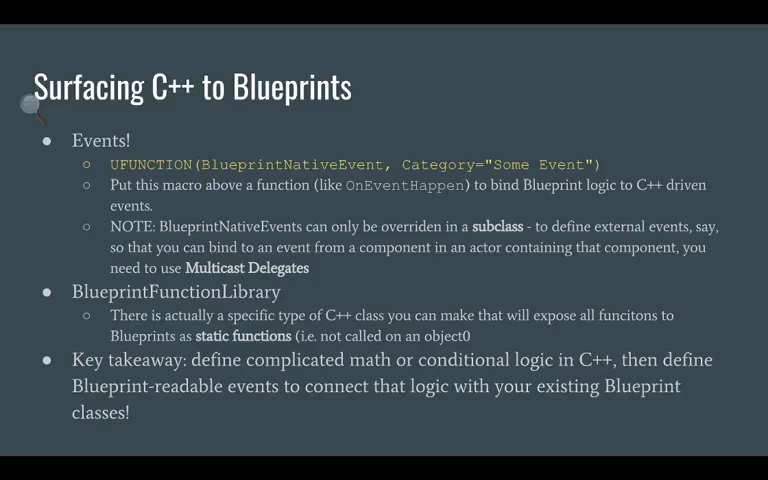 Surfacing C++ to Blueprints
● Events!
○ UFUNCTION(BlueprintNativeEvent, Category="Some Event")
○ Put this macro above a function (like OnEventHappen) to bind Blueprint logic to C++ driven
events.
○ NOTE: BlueprintNativeEvents can only be overriden in a subclass - to define external events, say,
so that you can bind to an event from a component in an actor containing that component, you
need to use Multicast Delegates
● BlueprintFunctionLibrary
○ There is actually a specific type of C++ class you can make that will expose all funcitons to
Blueprints as static functions (i.e. not called on an object0
● Key takeaway: define complicated math or conditional logic in C++, then define
Blueprint-readable events to connect that logic with your existing Blueprint
classes!